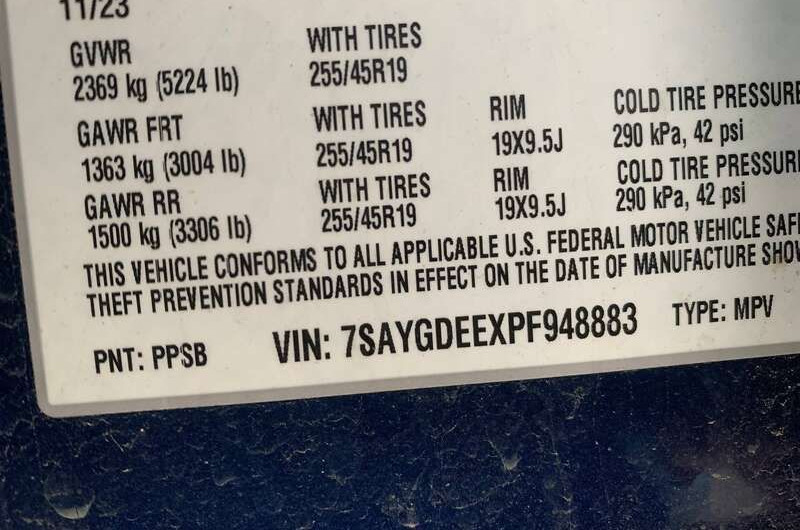 11/23
GVWR WITH TIRES
2369 kg (5224 lb) 255/45R19
GAWR FRT WITH TIRES RIM COLD TIRE PRESSURE
1363 kg (3004 lb) 255/45R19 19X9.5J 290 kPa, 42 psi
GAWR RR WITH TIRES RIM COLD TIRE PRESSURE
1500 kg (3306 lb) 255/45R19 19X9.5J 290 kPa, 42 psi
THIS VEHICLE CONFORMS TO ALL APPLICABLE U.S. FEDERAL MOTOR VEHICLE
THEFT PREVENTION STANDARDS IN EFFECT ON THE DATE OF MANUFACTURE
PNT: PPSB VIN: 7SAYGDEEXPF948883 TYPE: MPV